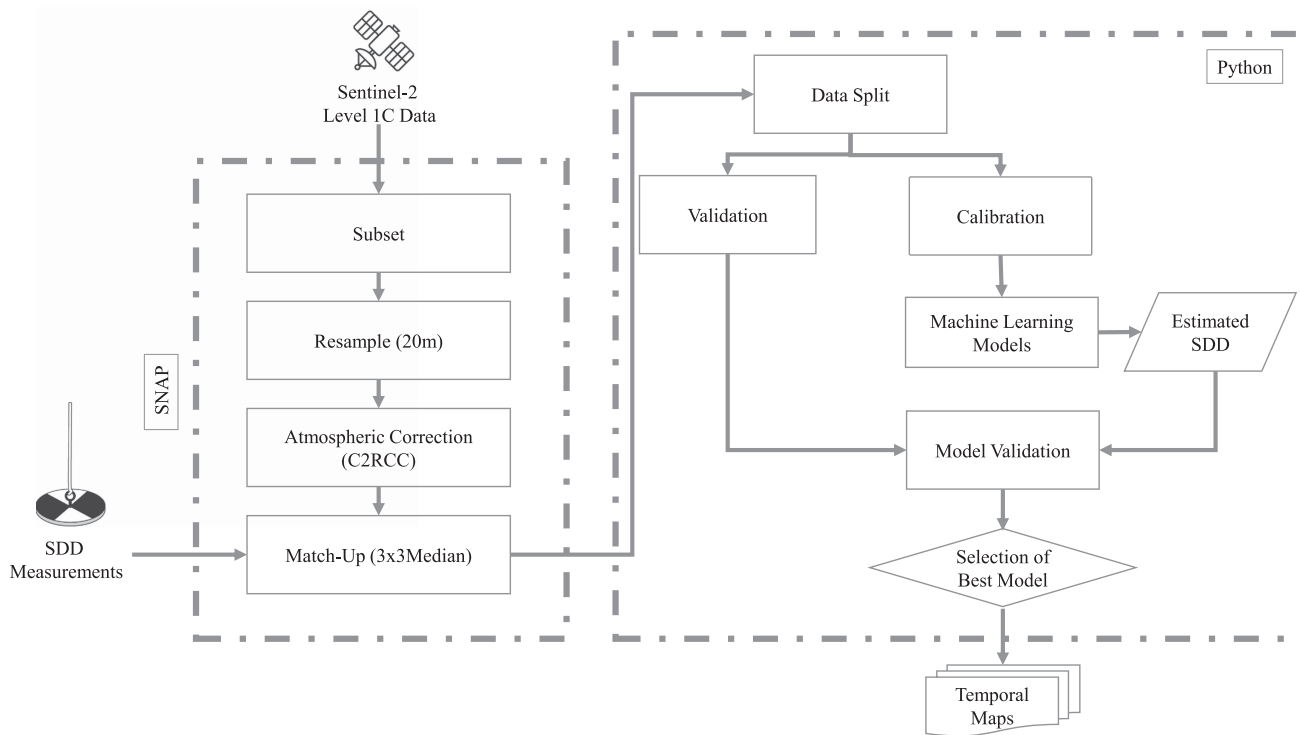 Sentinel-2
Level 1C Data
SNAP
Subset
Resample (20m)
Atmospheric Correction
(C2RCC)
SDD
Measurements
Match-Up (3x3Median)
Python
Data Split
Validation
Calibration
Machine Learning
Models
Estimated
SDD
Model Validation
Selection of
Best Model
Temporal
Maps